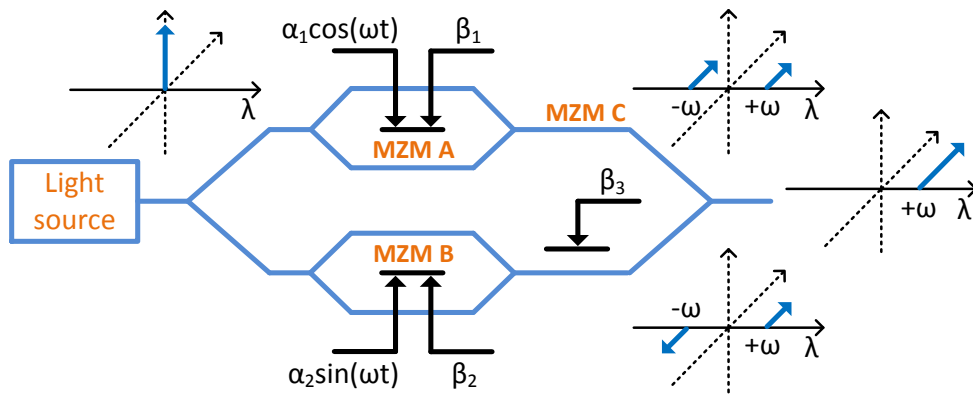 α₁cos(ωt)
β₁
λ
MZM A
MZM C
-ω
+ω
λ
Light
source
β₃
+ω
λ
MZM B
-ω
+ω
λ
α₂sin(ωt)
β₂